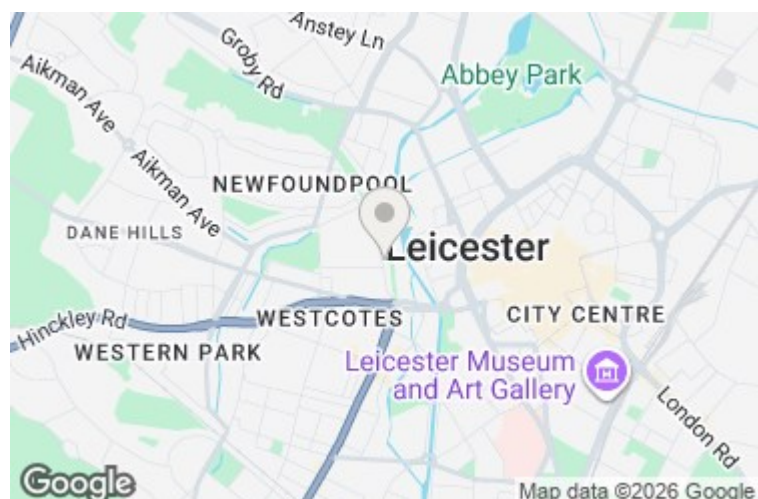 Anstey Ln
Groby Rd
Abbey Park
Aikman Ave
Aikman Ave
NEWFOUNDPOOL
DANE HILLS
Leicester
Hinckley Rd
WESTCOTES
CITY CENTRE
WESTERN PARK
Leicester Museum
and Art Gallery
London Rd
Google
Map data ©2026 Google